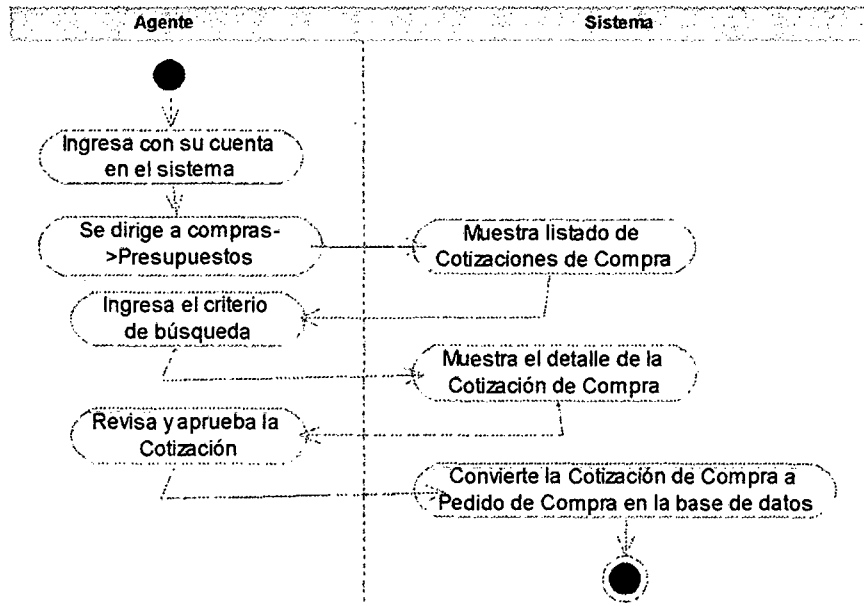 Agente
Sistema
Ingresa con su cuenta
en el sistema
Se dirige a compras-
>Presupuestos
Muestra listado de
Cotizaciones de Compra
Ingresa el criterio
de búsqueda
Muestra el detalle de la
Cotización de Compra
Revisa y aprueba la
Cotización
Convierte la Cotización de Compra a
Pedido de Compra en la base de datos